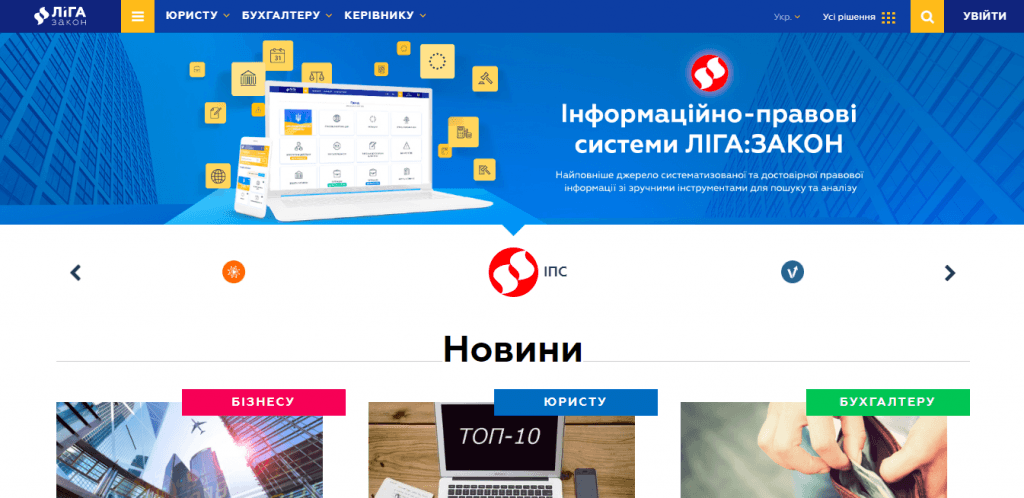 ЛІГА
закон
ЮРИСТУ
БУХГАЛТЕРУ
КЕРІВНИКУ
Укр.
Усі рішення
УВІЙТИ
31
Інформаційно-правові
системи ЛІГА:ЗАКОН
Найповніше джерело систематизованої та достовірної правової
інформації зі зручними інструментами для пошуку та аналізу
ІПС
Новини
БІЗНЕСУ
ЮРИСТУ
БУХГАЛТЕРУ
ТОП-10